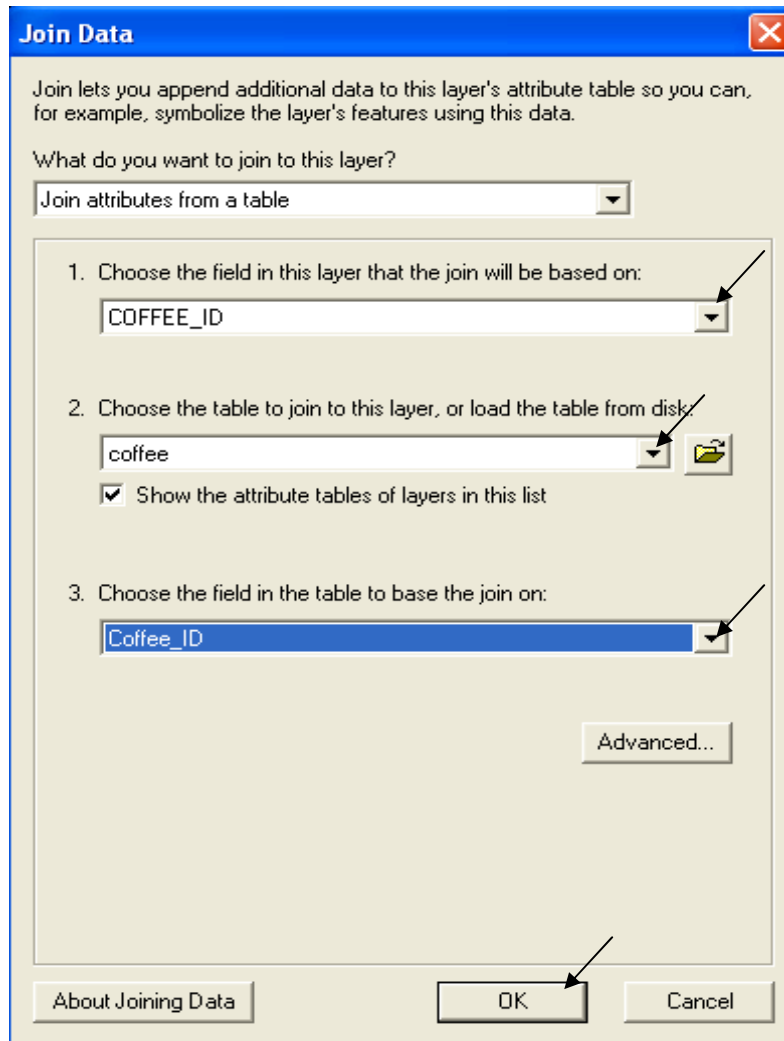 Join Data
Join lets you append additional data to this layer's attribute table so you can,
for example, symbolize the layer's features using this data.
What do you want to join to this layer?
Join attributes from a table
1. Choose the field in this layer that the join will be based on:
COFFEE_ID
2. Choose the table to join to this layer, or load the table from disk:
coffee
Show the attribute tables of layers in this list
3. Choose the field in the table to base the join on:
Coffee_ID
Advanced...
About Joining Data OK Cancel